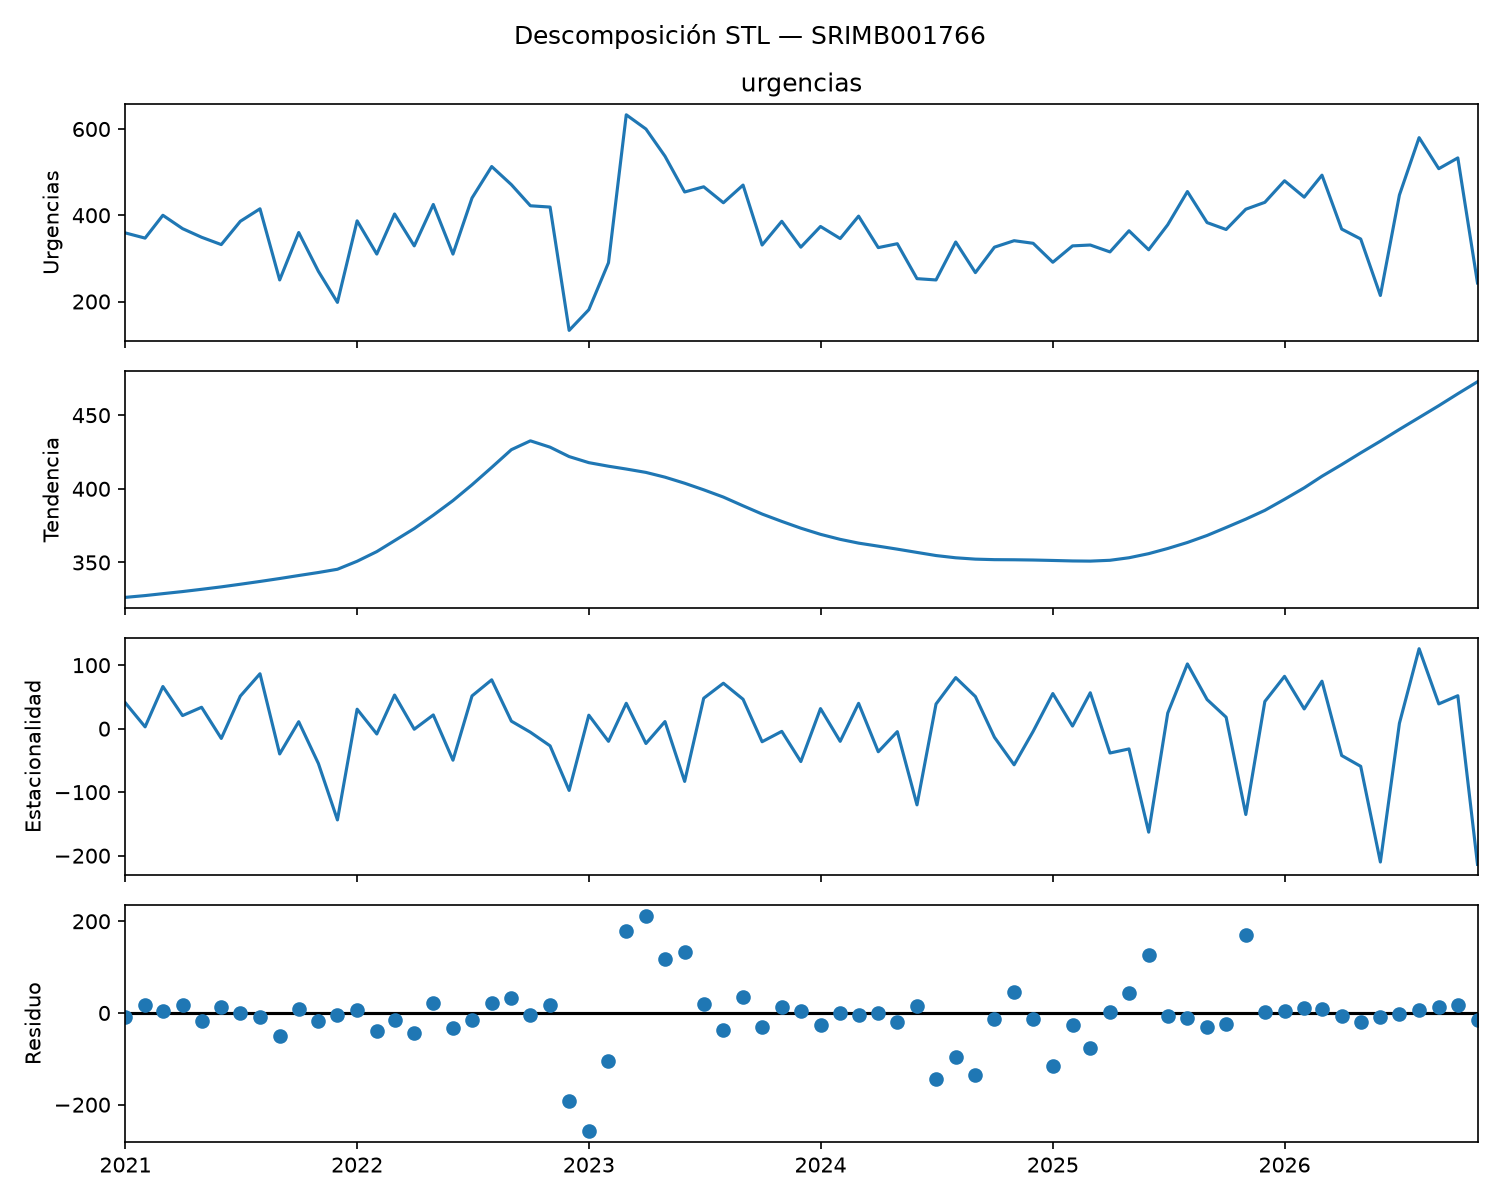 Descomposición STL — SRIMB001766
urgencias
Urgencias
600
400
200
Tendencia
450
400
350
Estacionalidad
100
0
−100
−200
Residuo
200
0
−200
2021 2022 2023 2024 2025 2026